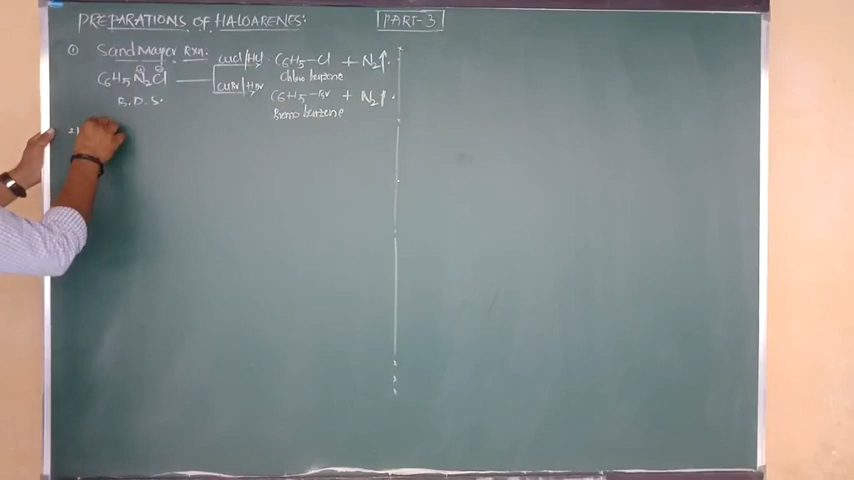 PREPARATIONS OF HALOARENES: PART-3
① SandMayer Rxn:
CuCl/HCl C6H5-Cl + N2↑.
Chloro benzene
C6H5N2Cl
⊕ ⊖
CuBr/HBr C6H5-Br + N2↑.
B.D.S. Bromo benzene
2)